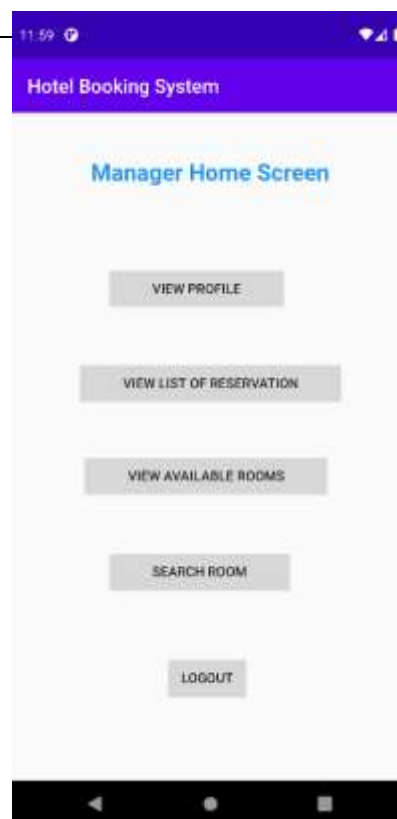 11:59
Hotel Booking System
Manager Home Screen
VIEW PROFILE
VIEW LIST OF RESERVATION
VIEW AVAILABLE ROOMS
SEARCH ROOM
LOGOUT